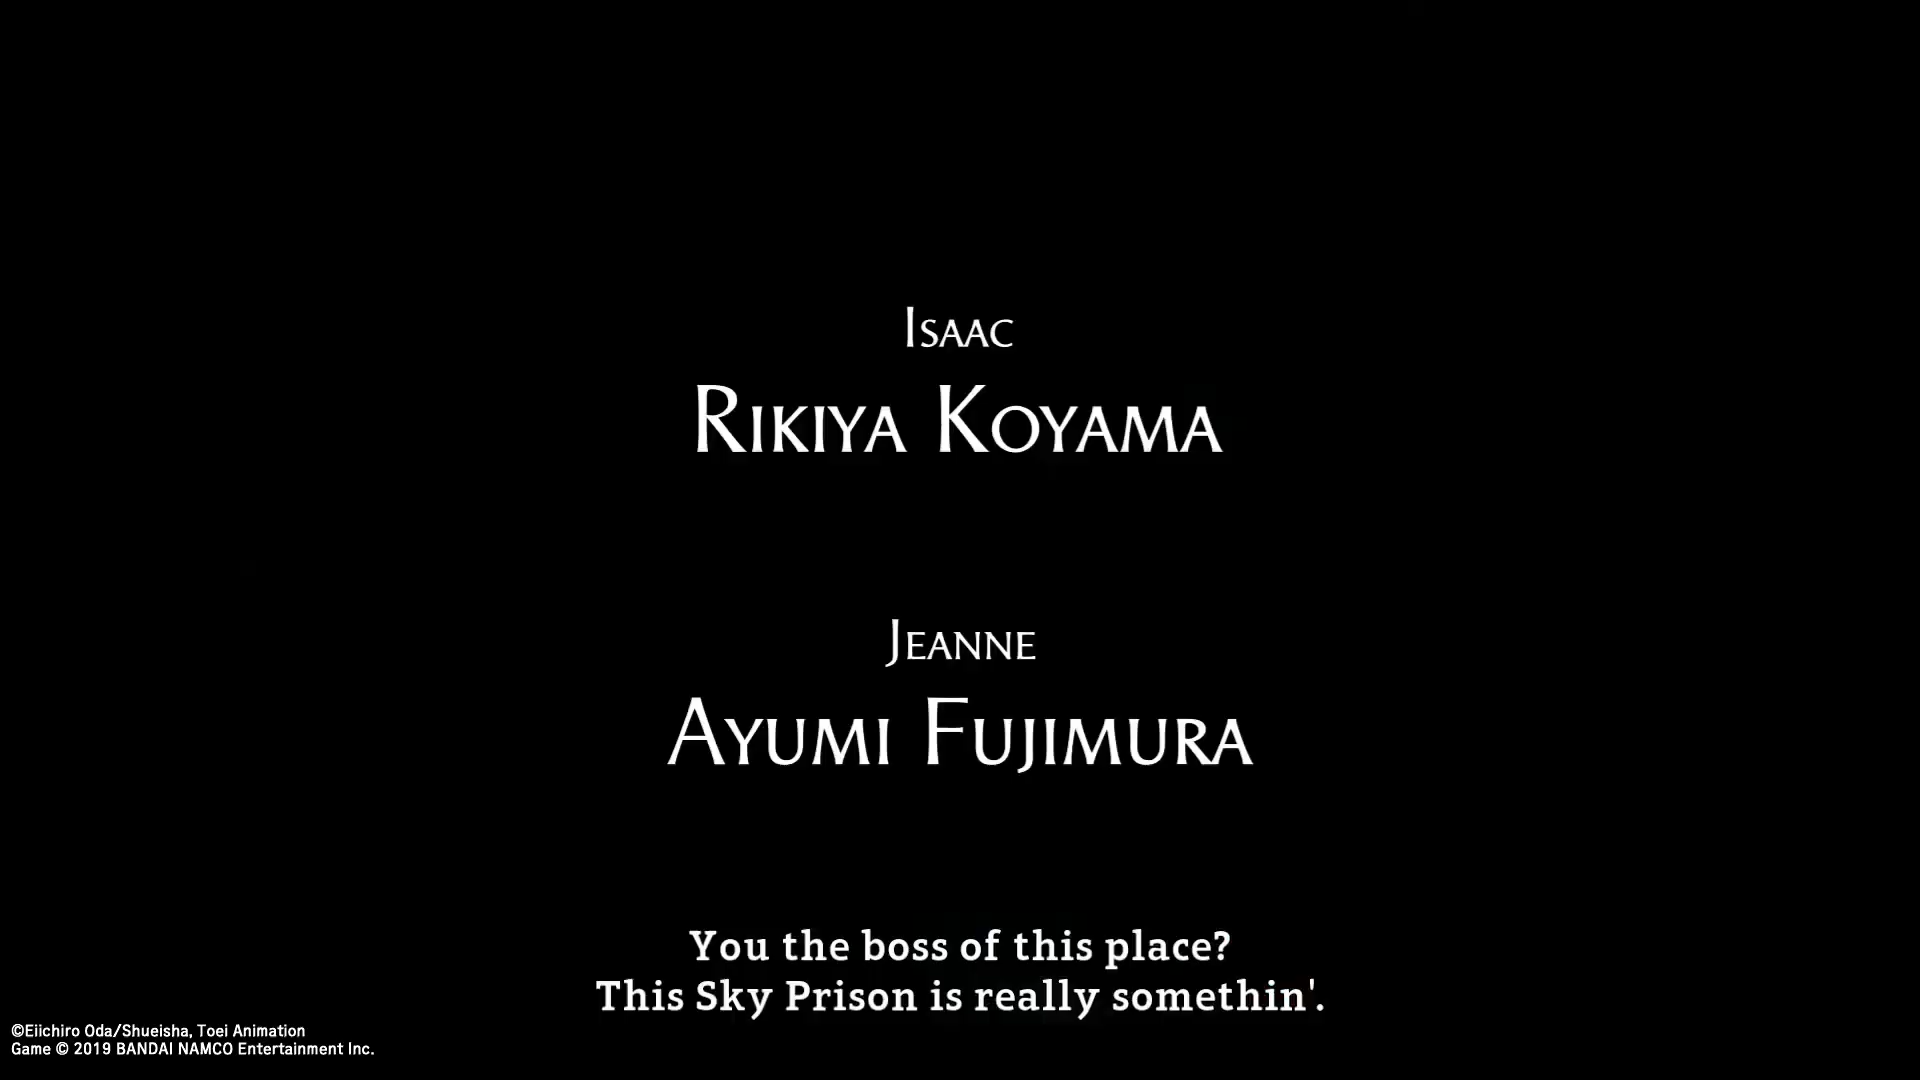 Isaac
Rikiya Koyama
Jeanne
Ayumi Fujimura
You the boss of this place?
This Sky Prison is really somethin'.
©Eiichiro Oda/Shueisha, Toei Animation
Game © 2019 BANDAI NAMCO Entertainment Inc.